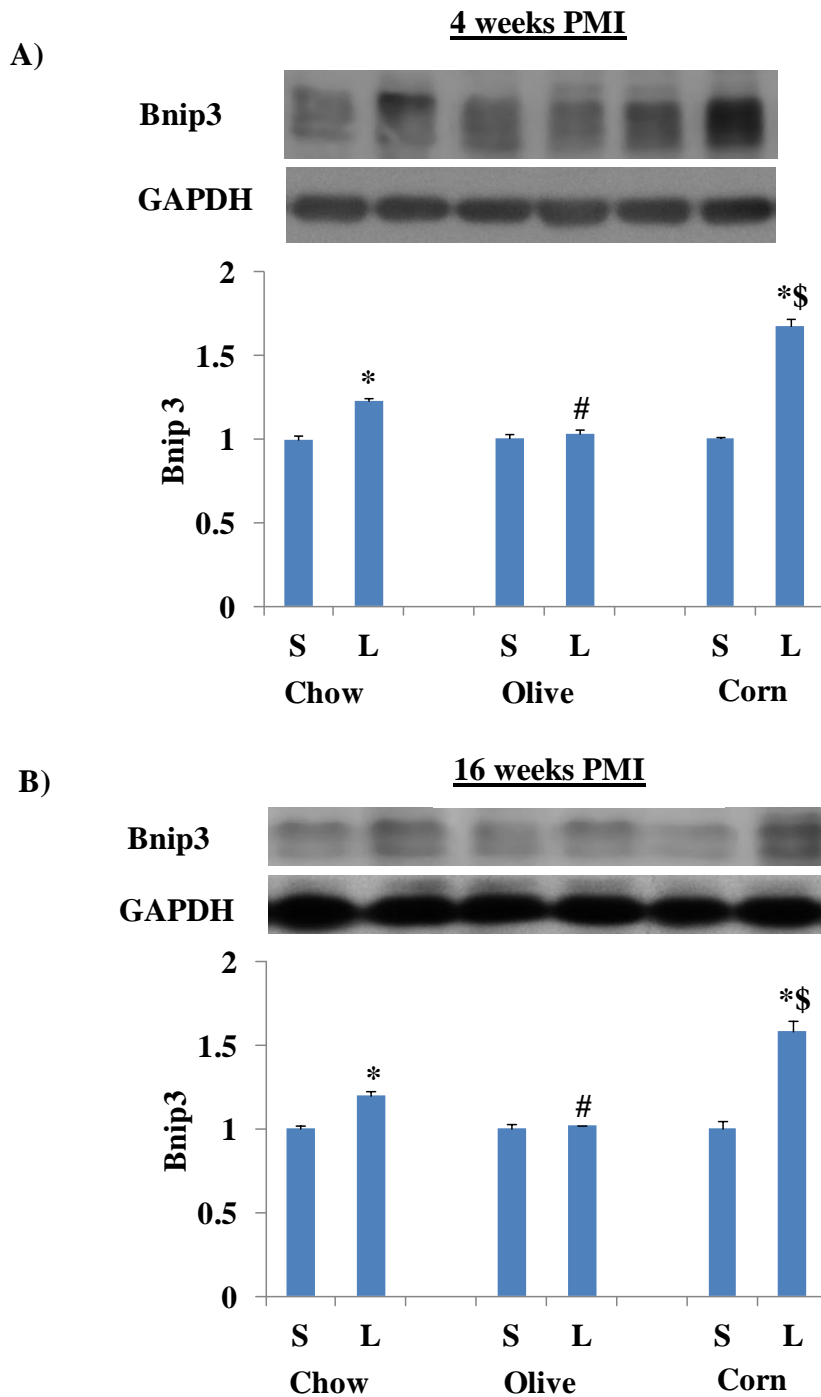 4 weeks PMI
A)
Bnip3
GAPDH
2
*$
1.5
*
#
1
Bnip 3
0.5
0
S L S L S L
Chow Olive Corn
16 weeks PMI
B)
Bnip3
GAPDH
2
*$
1.5
*
#
1
Bnip3
0.5
0
S L S L S L
Chow Olive Corn